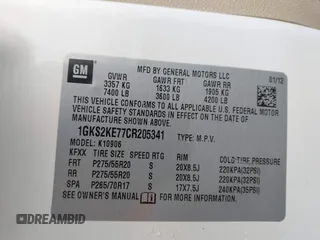 GM
MFD BY GENERAL MOTORS LLC
01/12
GVWR GAWR FRT GAWR RR
3357 KG 1633 KG 1905 KG
7400 LB 3600 LB 4200 LB
THIS VEHICLE CONFORMS TO ALL APPLICABLE U.S. FEDERAL MOTOR
VEHICLE SAFETY, BUMPER, AND THEFT PREVENTION STANDARDS IN
EFFECT ON THE DATE OF MANUFACTURE SHOWN ABOVE.
1GKS2KE77CR205341 TYPE: M.P.V.
MODEL: K10906
KFXX TIRE SIZE SPEED RTG RIM COLD TIRE PRESSURE
FRT P275/55R20 S 20X8.5J 220KPA(32PSI)
RR P275/55R20 S 20X8.5J 220KPA(32PSI)
SPA P265/70R17 S 17X7.5J 240KPA(35PSI)
SEE OWNER'S MANUAL FOR MORE INFORMATION.
DREAMBID